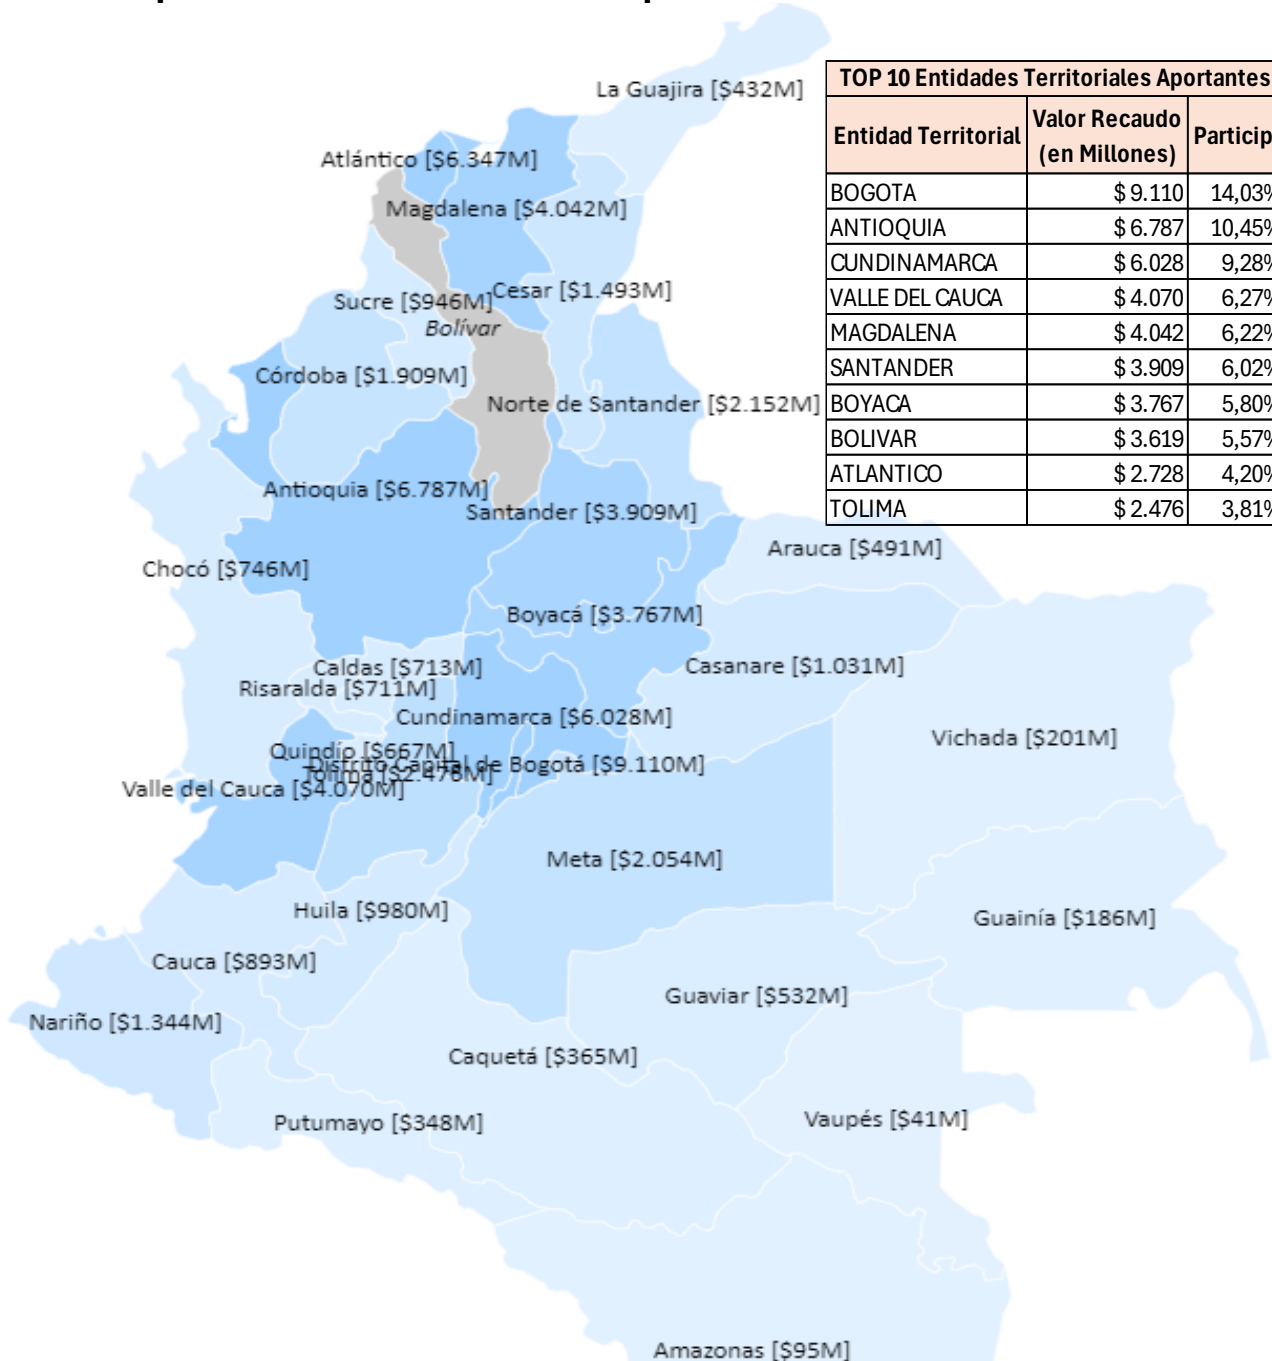 La Guajira [$432M]
Atlántico [$6.347M]
Magdalena [$4.042M]
Cesar [$1.493M]
Sucre [$946M]
Bolívar
Córdoba [$1.909M]
Norte de Santander [$2.152M]
Antioquia [$6.787M]
Santander [$3.909M]
Arauca [$491M]
Chocó [$746M]
Boyacá [$3.767M]
Caldas [$713M]
Casanare [$1.031M]
Risaralda [$711M]
Cundinamarca [$6.028M]
Vichada [$201M]
Quindío [$667M]
Distrito Capital de Bogotá [$9.110M]
Tolima [$2.476M]
Valle del Cauca [$4.070M]
Meta [$2.054M]
Huila [$980M]
Guainía [$186M]
Cauca [$893M]
Guaviar [$532M]
Nariño [$1.344M]
Caquetá [$365M]
Putumayo [$348M]
Vaupés [$41M]
Amazonas [$95M]
TOP 10 Entidades Territoriales Aportantes
Entidad Territorial Valor Recaudo (en Millones) Particip
BOGOTA $ 9.110 14,03%
ANTIOQUIA $ 6.787 10,45%
CUNDINAMARCA $ 6.028 9,28%
VALLE DEL CAUCA $ 4.070 6,27%
MAGDALENA $ 4.042 6,22%
SANTANDER $ 3.909 6,02%
BOYACA $ 3.767 5,80%
BOLIVAR $ 3.619 5,57%
ATLANTICO $ 2.728 4,20%
TOLIMA $ 2.476 3,81%